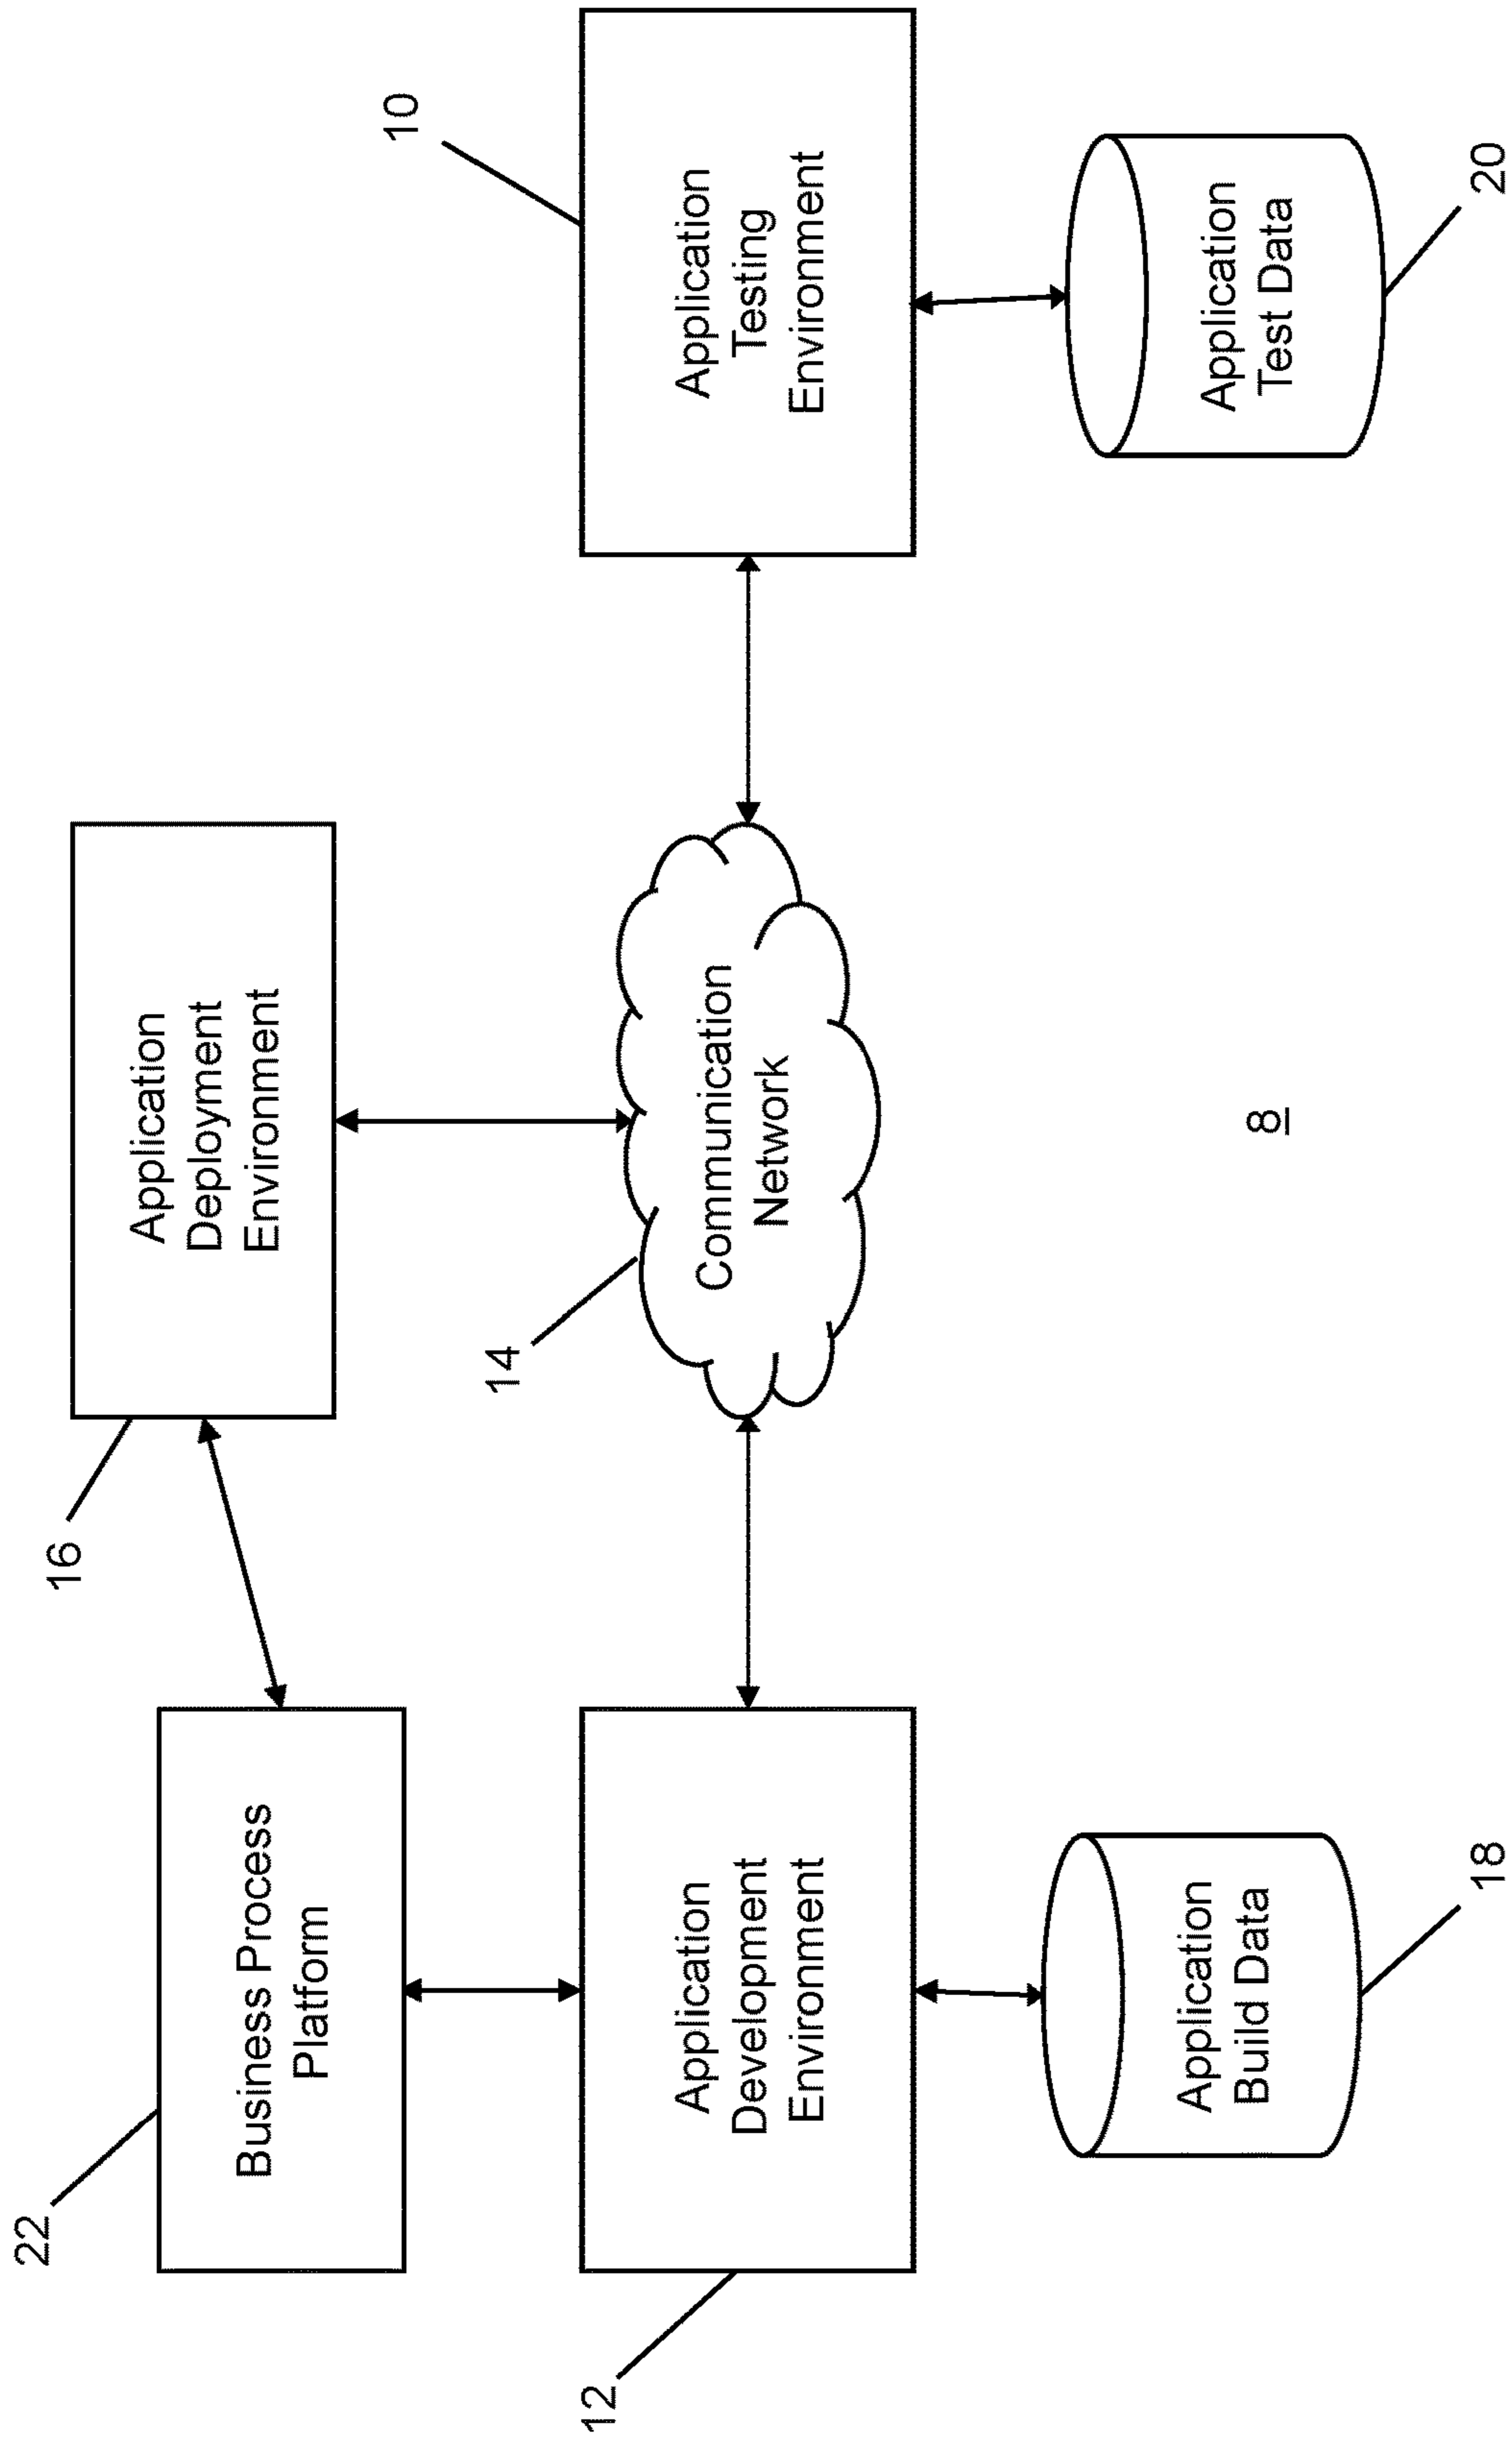 22
Business Process
Platform
16
Application
Deployment
Environment
12
Application
Development
Environment
14
Communication
Network
10
Application
Testing
Environment
Application
Build Data
18
8
Application
Test Data
20